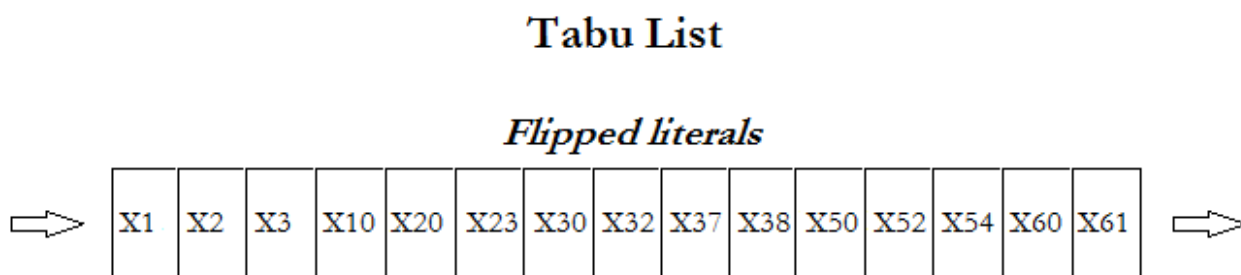 Tabu List
Flipped literals
X1 X2 X3 X10 X20 X23 X30 X32 X37 X38 X50 X52 X54 X60 X61